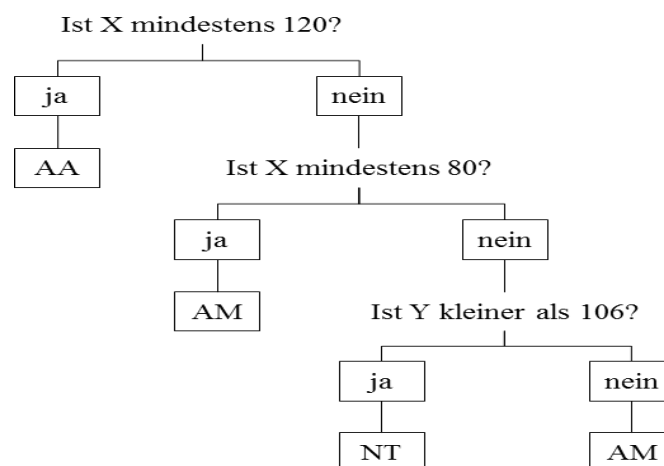 Ist X mindestens 120?
ja
nein
AA
Ist X mindestens 80?
ja
nein
AM
Ist Y kleiner als 106?
ja
nein
NT
AM